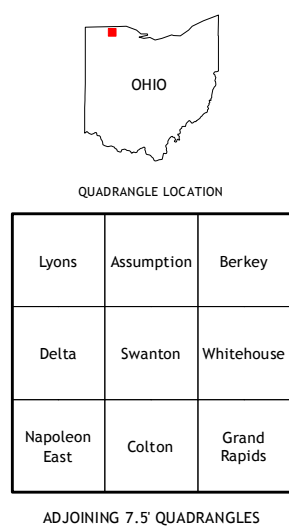 OHIO
QUADRANGLE LOCATION
Lyons Assumption Berkey
Delta Swanton Whitehouse
Napoleon
East
Colton
Grand
Rapids
ADJOINING 7.5' QUADRANGLES